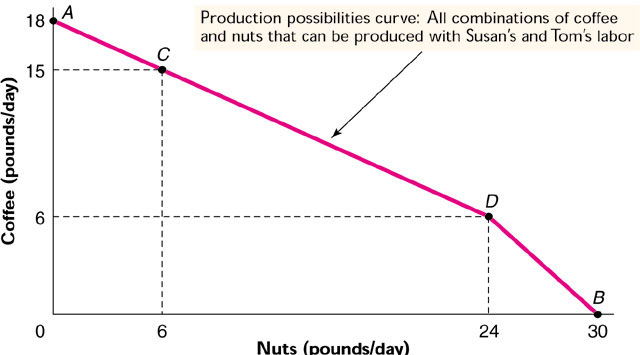 18
A
Production possibilities curve: All combinations of coffee
and nuts that can be produced with Susan's and Tom's labor
15
C
Coffee (pounds/day)
6
D
B
0
6
24
30
Nuts (pounds/day)